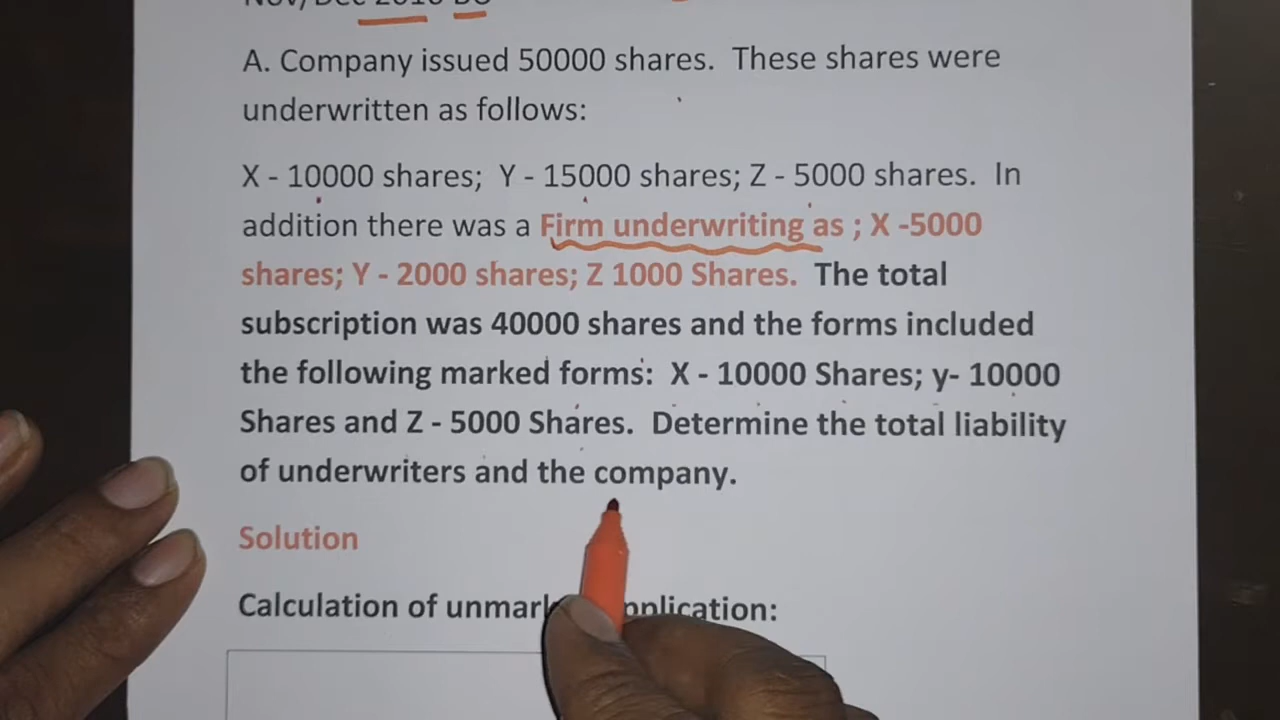 Nov/Dec 2016
A. Company issued 50000 shares. These shares were
underwritten as follows:
X - 10000 shares; Y - 15000 shares; Z - 5000 shares. In
addition there was a Firm underwriting as ; X -5000
shares; Y - 2000 shares; Z 1000 Shares. The total
subscription was 40000 shares and the forms included
the following marked forms: X - 10000 Shares; y- 10000
Shares and Z - 5000 Shares. Determine the total liability
of underwriters and the company.
Solution
Calculation of